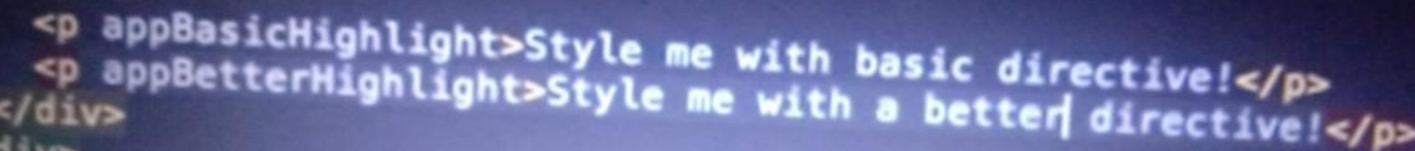 <p appBasicHighlight>Style me with basic directive!</p>
<p appBetterHighlight>Style me with a better directive!</p>
</div>